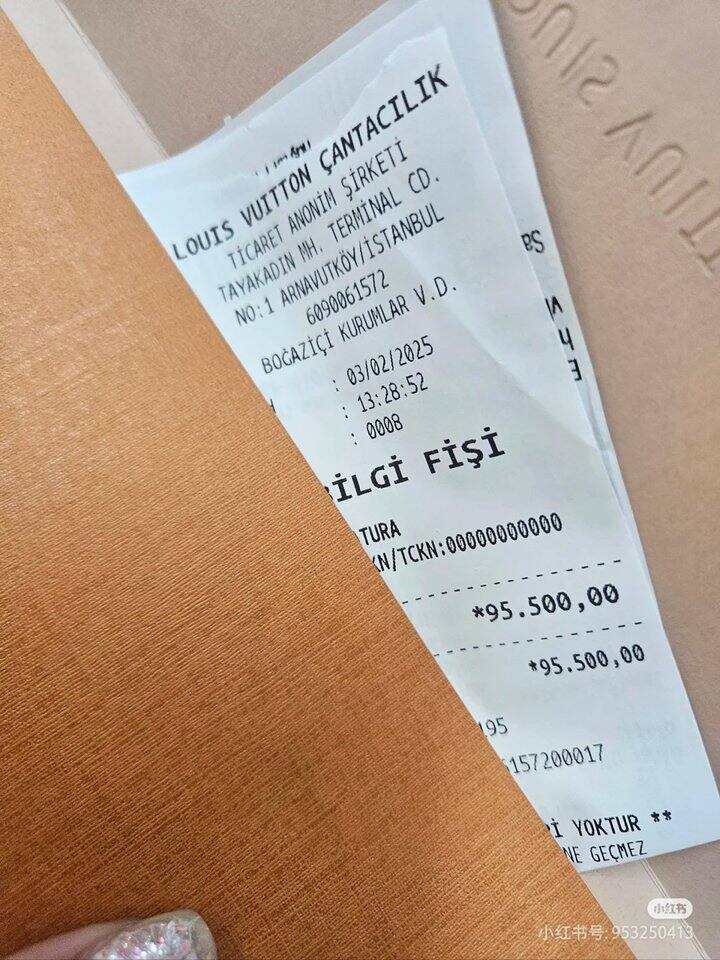 LOUIS VUITTON ÇANTACILIK
TİCARET ANONİM ŞİRKETİ
TAYAKADIN MH. TERMİNAL CD.
NO:1 ARNAVUTKÖY/İSTANBUL
6090061572
BOĞAZİÇİ KURUMLAR V.D.
: 03/02/2025
: 13:28:52
: 0008
BİLGİ FİŞİ
TURA
KN/TCKN:00000000000
*95.500,00
*95.500,00
195
6157200017
Rİ YOKTUR **
NE GEÇMEZ
小红书
小红书号: 953250413